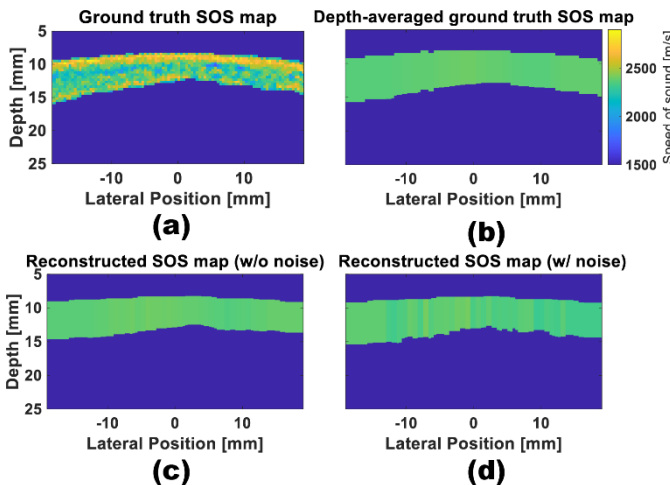 Ground truth SOS map
5
10
15
20
25
Depth [mm]
-10
0
10
Lateral Position [mm]
(a)
Depth-averaged ground truth SOS map
-10
0
10
Lateral Position [mm]
(b)
2500
2000
1500
Speed of sound [m/s]
Reconstructed SOS map (w/o noise)
5
10
15
20
25
Depth [mm]
-10
0
10
Lateral Position [mm]
(c)
Reconstructed SOS map (w/ noise)
-10
0
10
Lateral Position [mm]
(d)